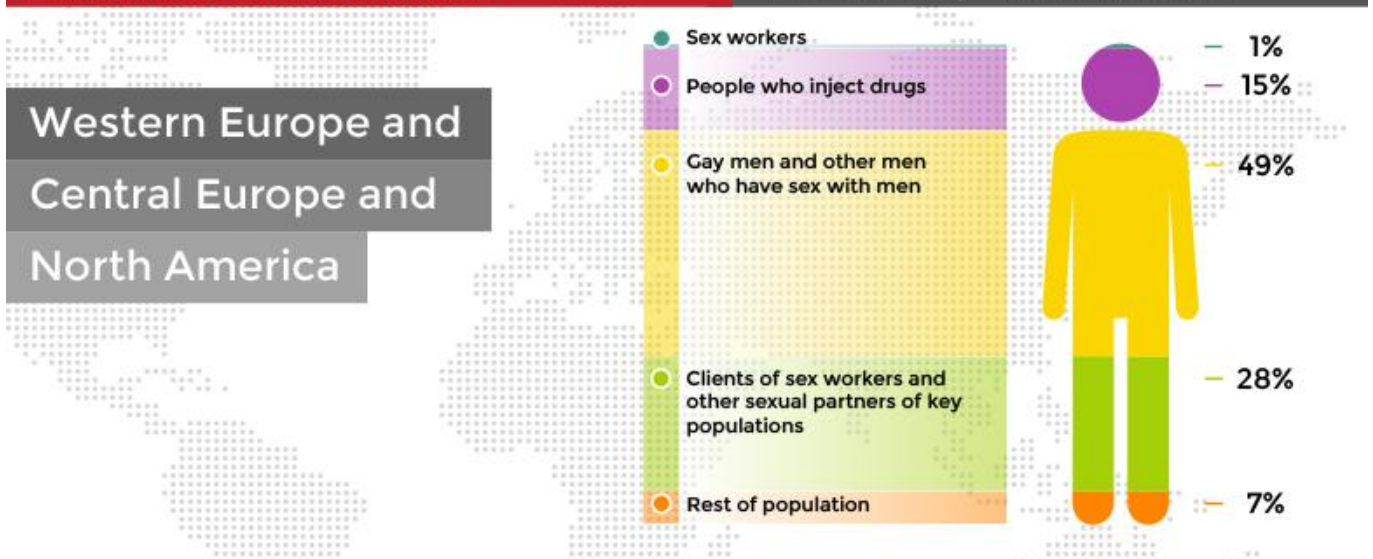 Western Europe and
Central Europe and
North America
Sex workers
People who inject drugs
Gay men and other men
who have sex with men
Clients of sex workers and
other sexual partners of key
populations
Rest of population
1%
15%
49%
28%
7%